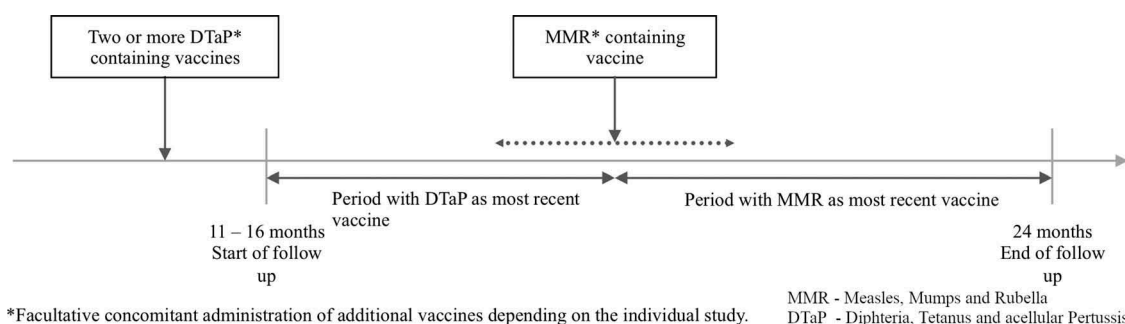 Two or more DTaP*
containing vaccines
MMR* containing
vaccine
Period with DTaP as most recent
vaccine
Period with MMR as most recent vaccine
11 – 16 months
Start of follow
up
24 months
End of follow
up
*Facultative concomitant administration of additional vaccines depending on the individual study.
MMR - Measles, Mumps and Rubella
DTaP - Diphteria, Tetanus and acellular Pertussis